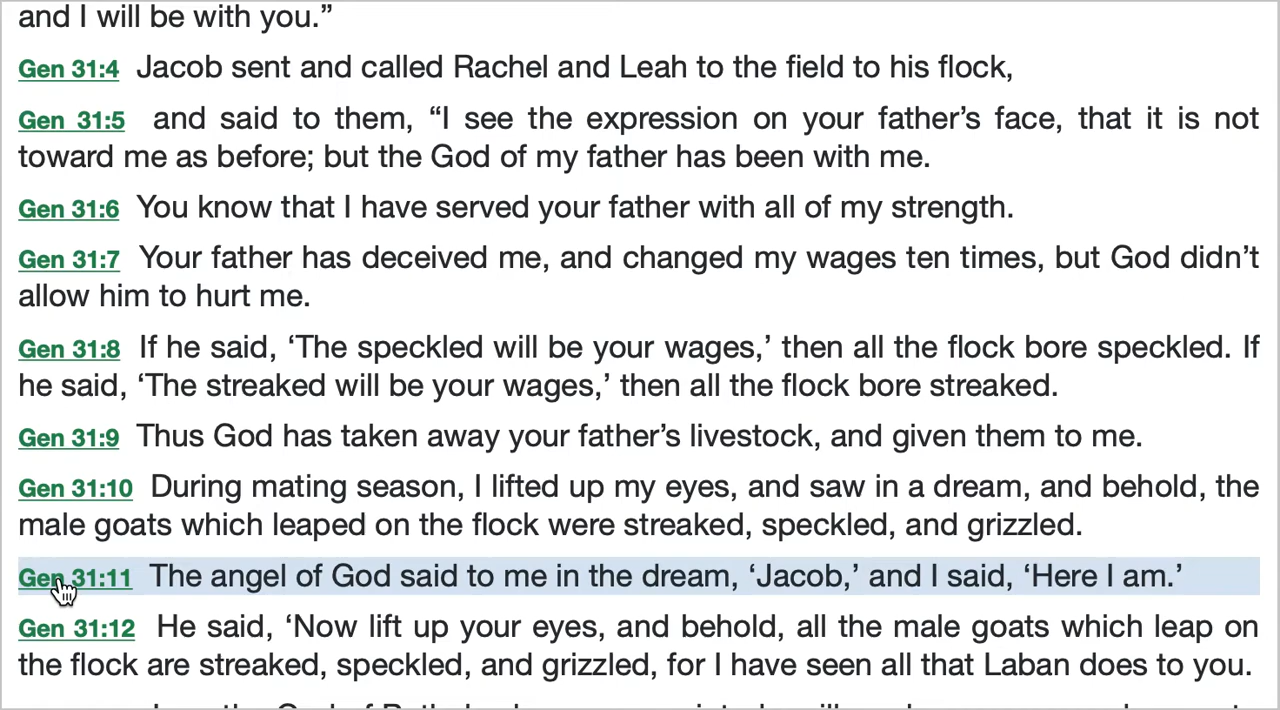 and I will be with you.”
Gen 31:4 Jacob sent and called Rachel and Leah to the field to his flock,
Gen 31:5 and said to them, “I see the expression on your father’s face, that it is not
toward me as before; but the God of my father has been with me.
Gen 31:6 You know that I have served your father with all of my strength.
Gen 31:7 Your father has deceived me, and changed my wages ten times, but God didn’t
allow him to hurt me.
Gen 31:8 If he said, ‘The speckled will be your wages,’ then all the flock bore speckled. If
he said, ‘The streaked will be your wages,’ then all the flock bore streaked.
Gen 31:9 Thus God has taken away your father’s livestock, and given them to me.
Gen 31:10 During mating season, I lifted up my eyes, and saw in a dream, and behold, the
male goats which leaped on the flock were streaked, speckled, and grizzled.
Gen 31:11 The angel of God said to me in the dream, ‘Jacob,’ and I said, ‘Here I am.’
Gen 31:12 He said, ‘Now lift up your eyes, and behold, all the male goats which leap on
the flock are streaked, speckled, and grizzled, for I have seen all that Laban does to you.